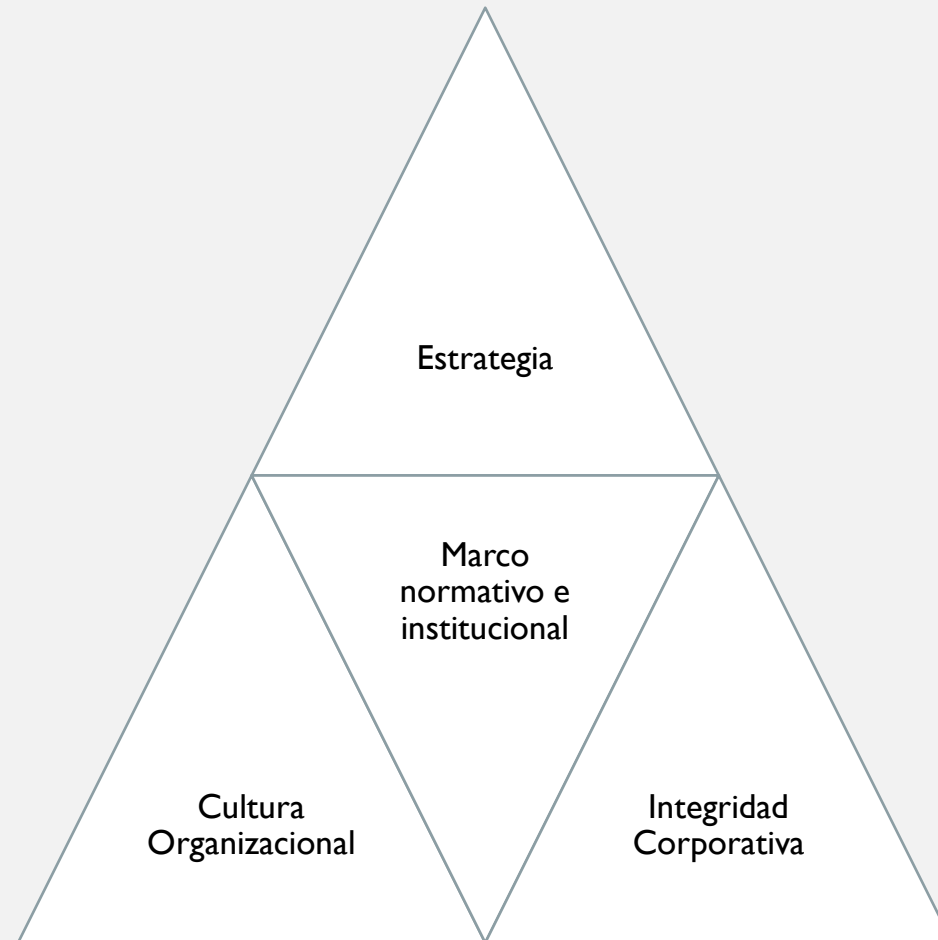 Estrategia
Marco
normativo e
institucional
Cultura
Organizacional
Integridad
Corporativa